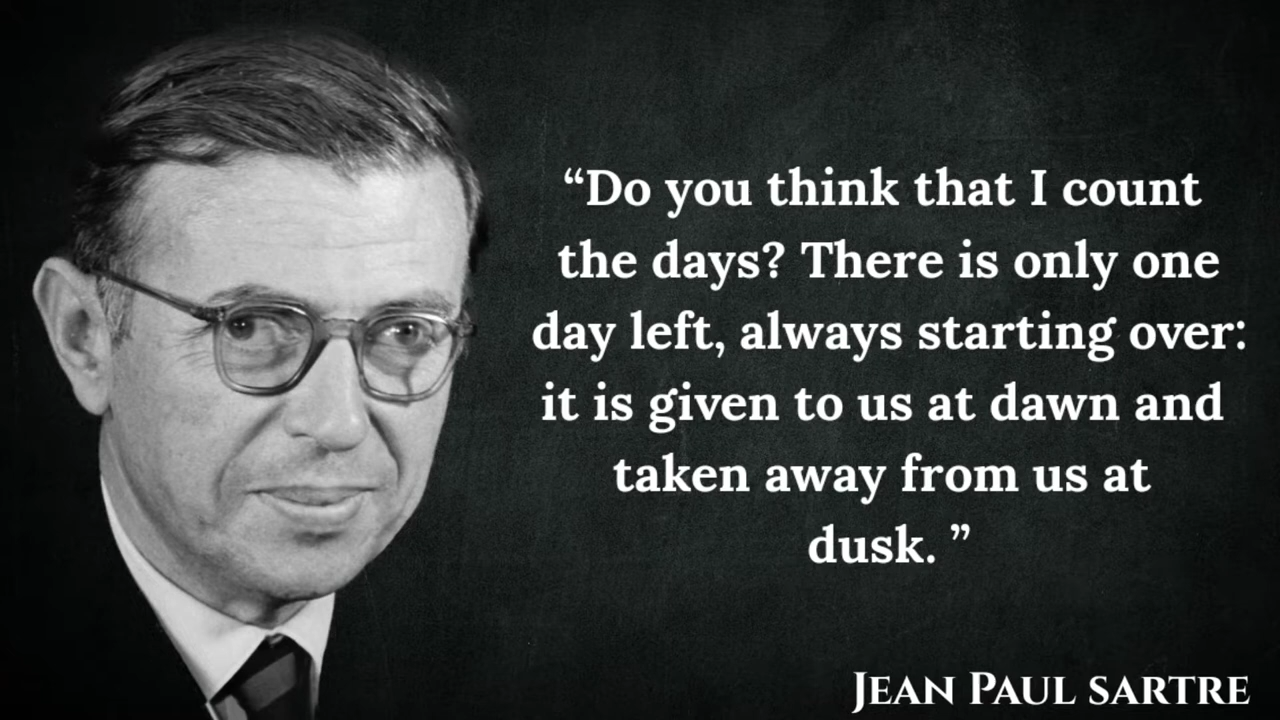 “Do you think that I count
the days? There is only one
day left, always starting over:
it is given to us at dawn and
taken away from us at
dusk. ”
JEAN PAUL SARTRE